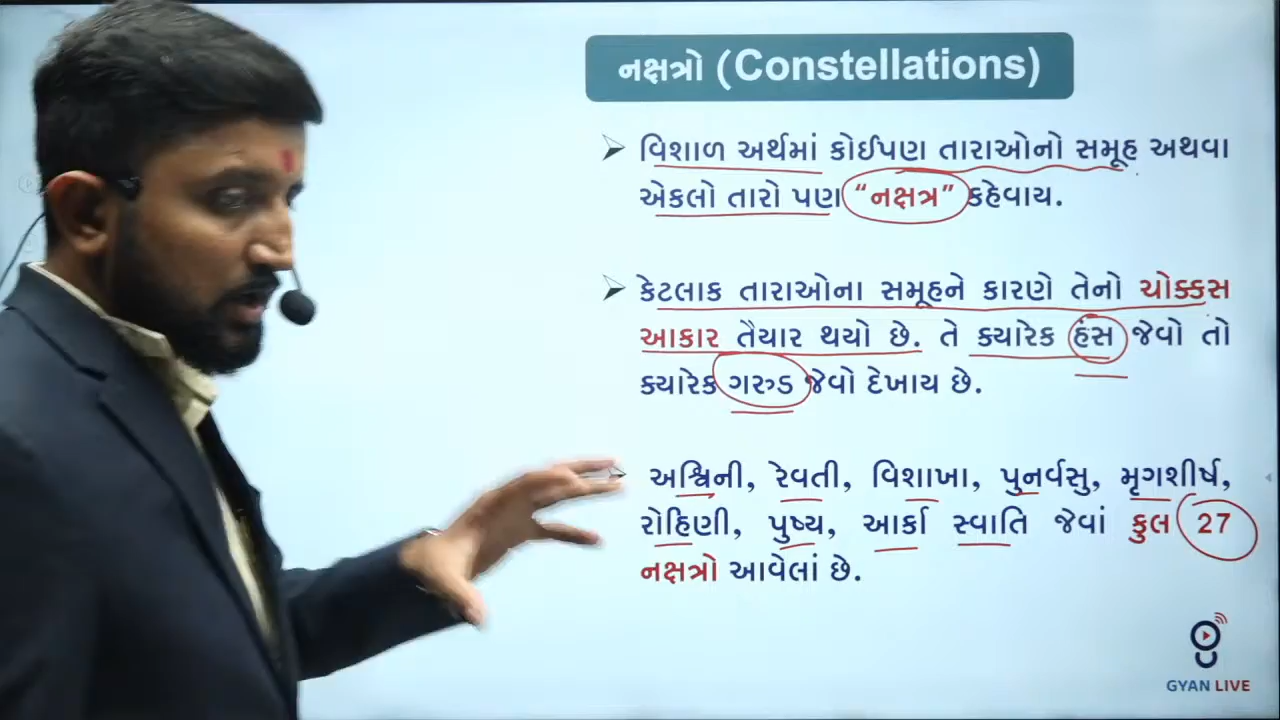 નક્ષત્રો (Constellations)
➢ વિશાળ અર્થમાં કોઈપણ તારાઓનો સમૂહ અથવા
એકલો તારો પણ “નક્ષત્ર” કહેવાય.
➢ કેટલાક તારાઓના સમૂહને કારણે તેનો ચોક્કસ
આકાર તૈયાર થયો છે. તે ક્યારેક હંસ જેવો તો
ક્યારેક ગરુડ જેવો દેખાય છે.
➢ અશ્વિની, રેવતી, વિશાખા, પુનર્વસુ, મૃગશીર્ષ,
રોહિણી, પુષ્ય, આર્કા સ્વાતિ જેવાં કુલ 27
નક્ષત્રો આવેલાં છે.
GYAN LIVE